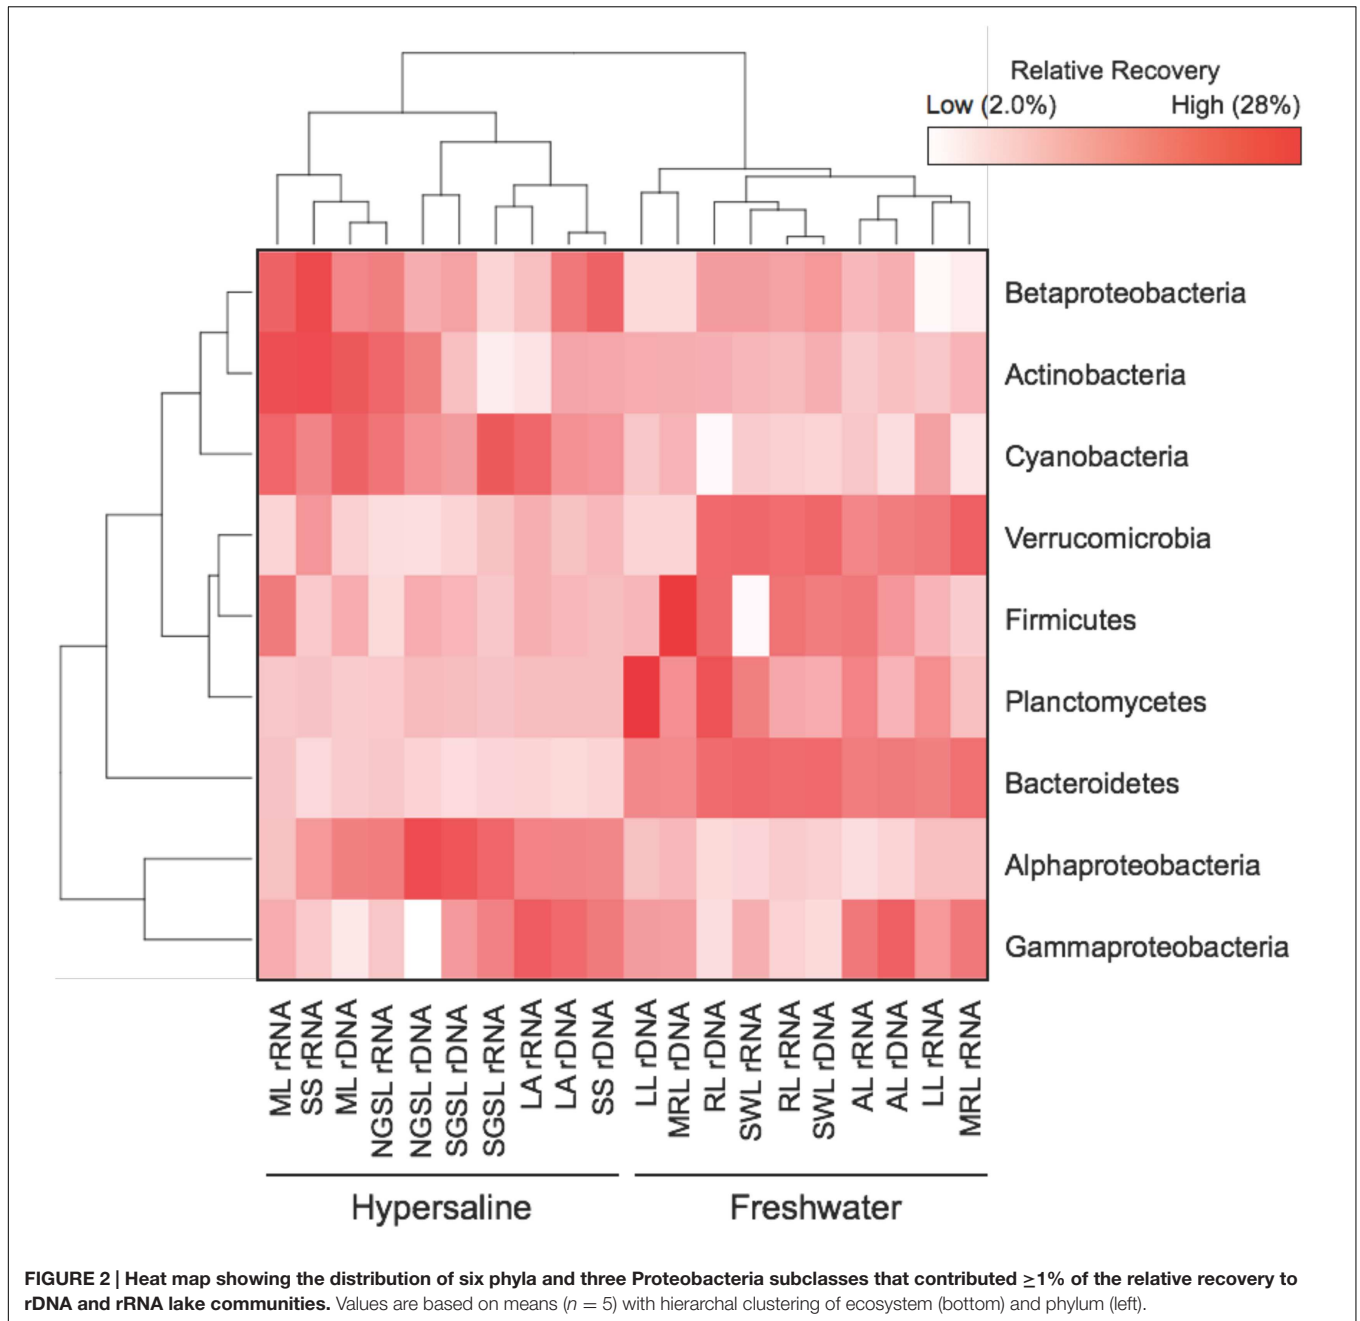 Relative Recovery
Low (2.0%) High (28%)
Betaproteobacteria
Actinobacteria
Cyanobacteria
Verrucomicrobia
Firmicutes
Planctomycetes
Bacteroidetes
Alphaproteobacteria
Gammaproteobacteria
ML rRNA
SS rRNA
ML rDNA
NGSL rRNA
NGSL rDNA
SGSL rDNA
SGSL rRNA
LA rRNA
LA rDNA
SS rDNA
LL rDNA
MRL rDNA
RL rDNA
SWL rRNA
RL rRNA
SWL rDNA
AL rRNA
AL rDNA
LL rRNA
MRL rRNA
Hypersaline Freshwater
FIGURE 2 | Heat map showing the distribution of six phyla and three Proteobacteria subclasses that contributed ≥1% of the relative recovery to
rDNA and rRNA lake communities. Values are based on means (n = 5) with hierarchal clustering of ecosystem (bottom) and phylum (left).